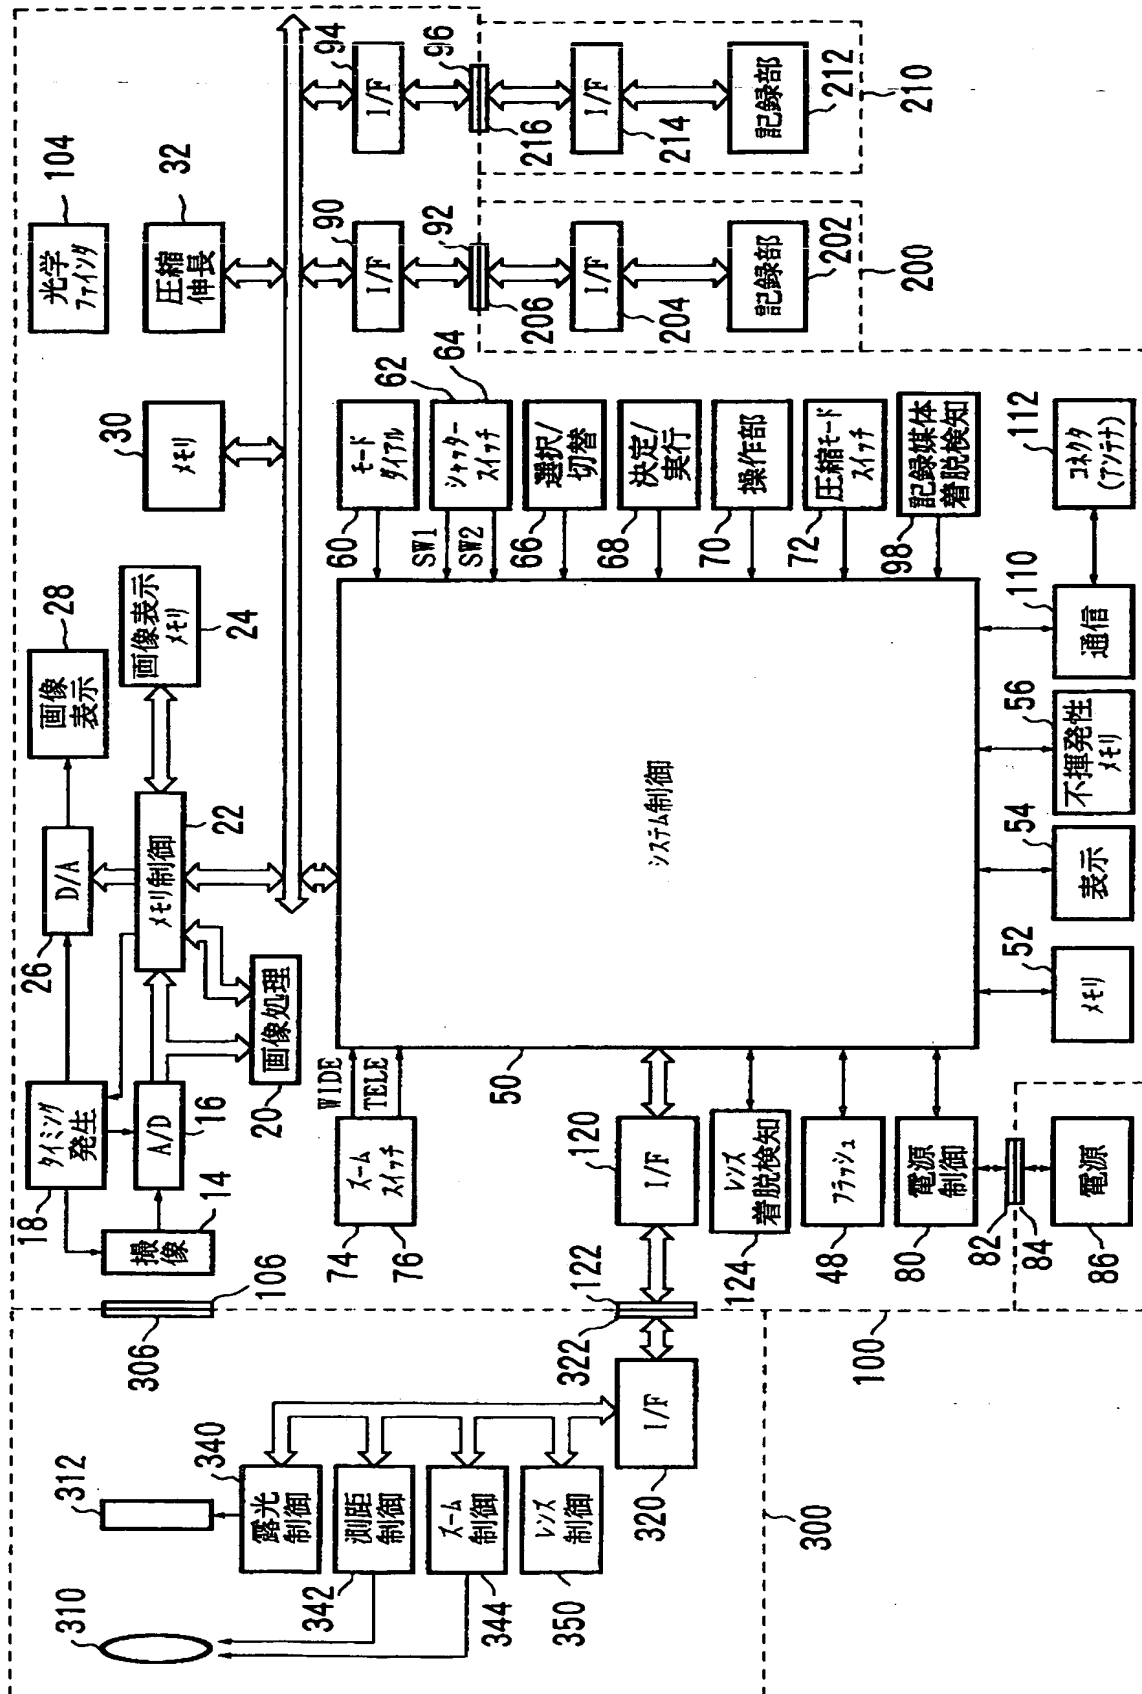 310
312
306
106
18
タイミング
発生
14
撮像
A/D
16
20
画像処理
26
D/A
メモリ制御
22
28
画像
表示
画像表示
メモリ
24
30
メモリ
光学
ファインダ
104
圧縮
伸長
32
340
露光
制御
342
測距
制御
344
ズーム
制御
350
レンズ
制御
320
I/F
322
122
120
I/F
300
100
74
ズーム
スイッチ
76
WIDE
TELE
50
システム制御
124
レンズ
着脱検知
48
フラッシュ
80
電源
制御
82
84
86
電源
60
モード
ダイアル
SW1
SW2
62
64
シャッター
スイッチ
66
選択/
切替
68
決定/
実行
70
操作部
72
圧縮モード
スイッチ
98
記録媒体
着脱検知
52
メモリ
54
表示
56
不揮発性
メモリ
110
通信
112
コネクタ
(アンテナ)
90
I/F
92
206
I/F
204
記録部
202
200
94
I/F
96
216
I/F
214
記録部
212
210